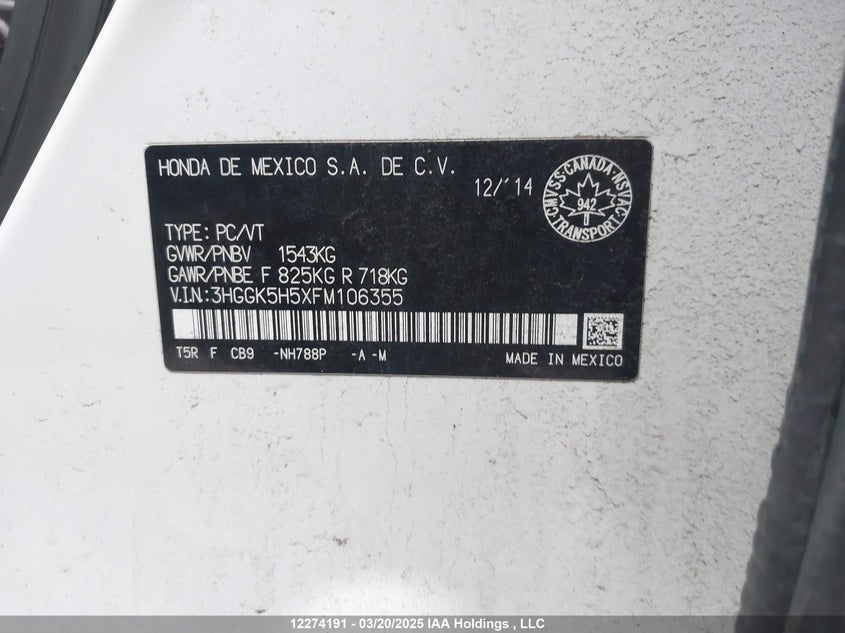 HONDA DE MEXICO S.A. DE C.V.
12/'14
CMVSS·CANADA·NSVAC·TRANSPORT
942
TYPE: PC/VT
GVWR/PNBV 1543KG
GAWR/PNBE F 825KG R 718KG
V.I.N:3HGGK5H5XFM106355
T5R F CB9 -NH788P -A -M MADE IN MEXICO
12274191 - 03/20/2025 IAA Holdings , LLC